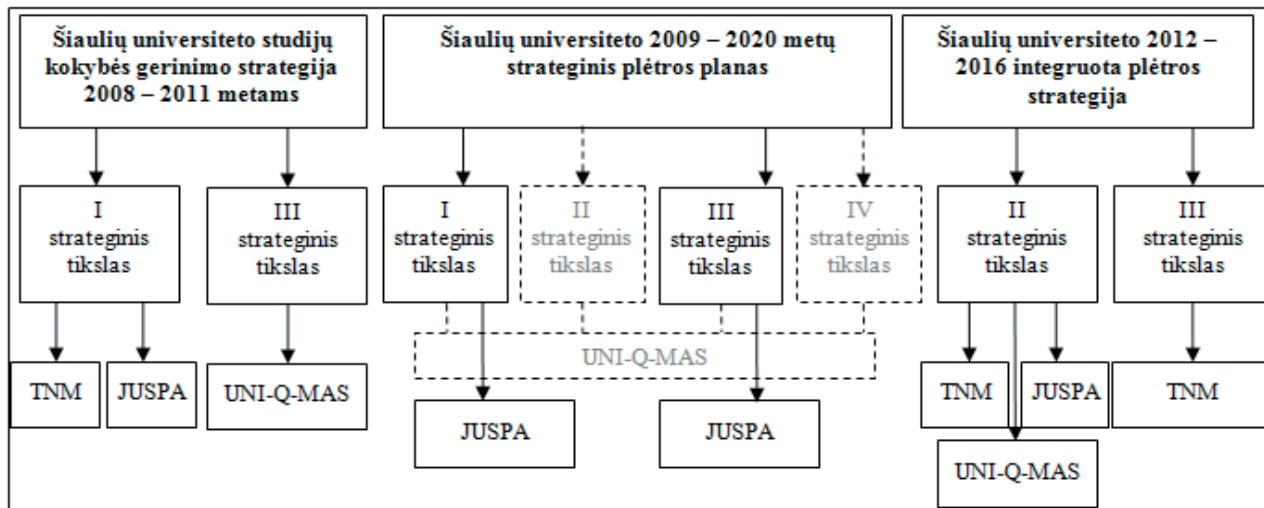 Šiaulių universiteto studijų
kokybės gerinimo strategija
2008 – 2011 metams
Šiaulių universiteto 2009 – 2020 metų
strateginis plėtros planas
Šiaulių universiteto 2012 –
2016 integruota plėtros
strategija
I
strateginis
tikslas
III
strateginis
tikslas
I
strateginis
tikslas
II
strateginis
tikslas
III
strateginis
tikslas
IV
strateginis
tikslas
II
strateginis
tikslas
III
strateginis
tikslas
TNM
JUSPA
UNI-Q-MAS
UNI-Q-MAS
JUSPA
JUSPA
TNM
JUSPA
TNM
UNI-Q-MAS